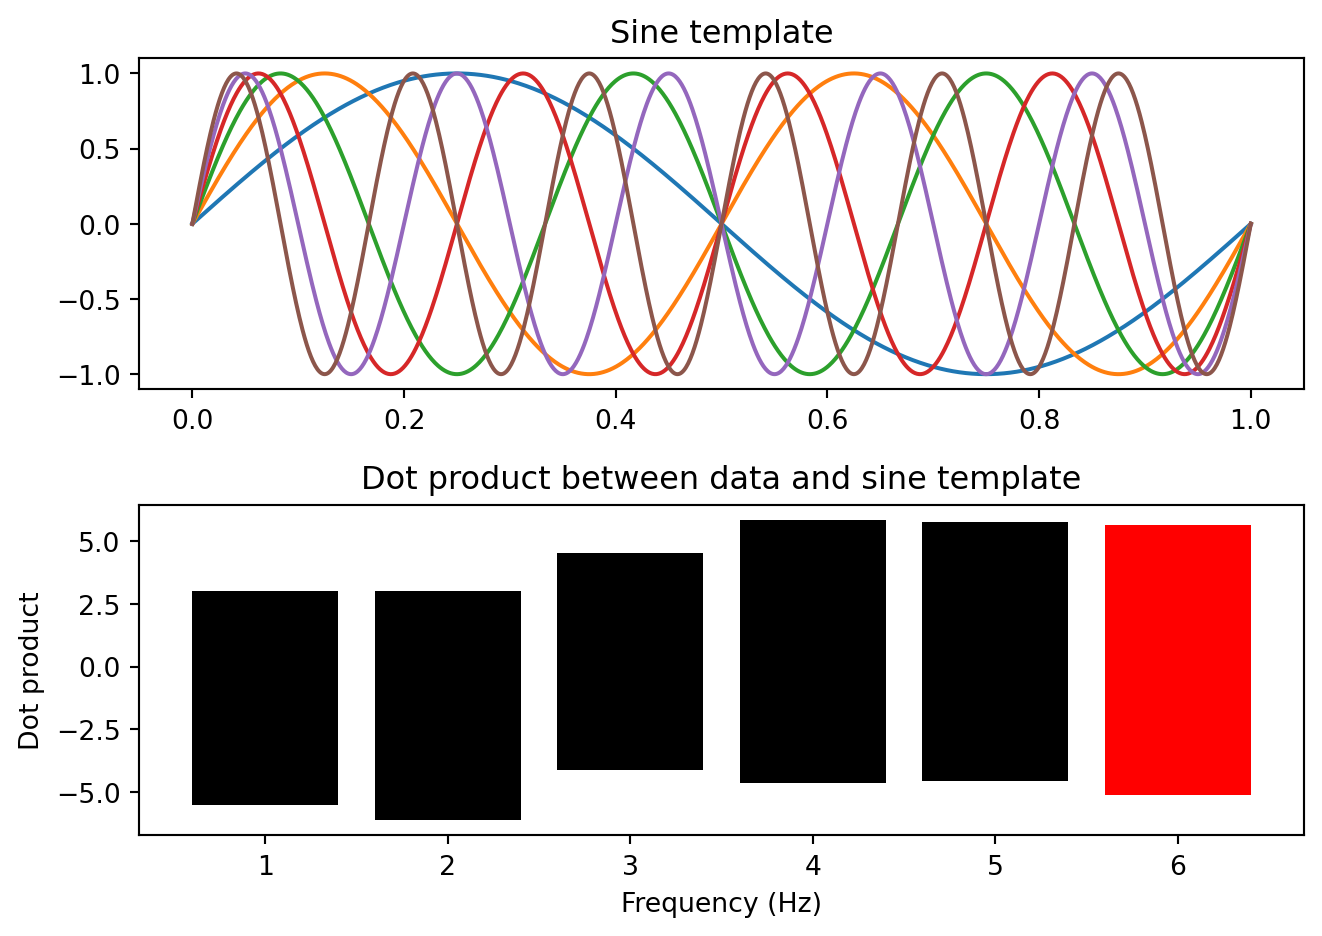 Sine template
1.0
0.5
0.0
−0.5
−1.0
0.0 0.2 0.4 0.6 0.8 1.0
Dot product between data and sine template
Dot product
5.0
2.5
0.0
−2.5
−5.0
1 2 3 4 5 6
Frequency (Hz)